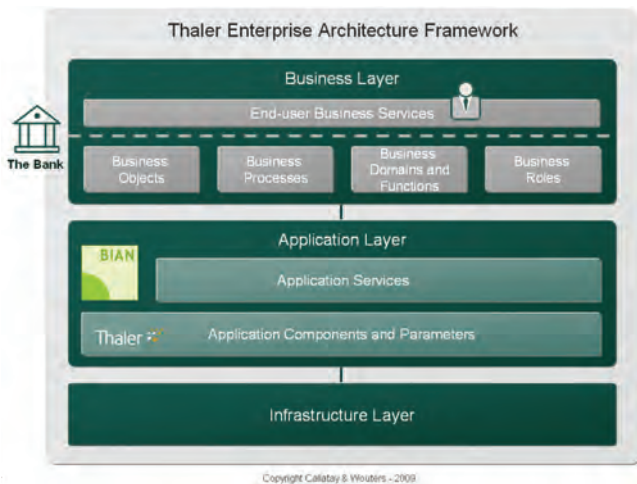 Thaler Enterprise Architecture Framework
Business Layer
End-user Business Services
The Bank
Business
Objects
Business
Processes
Business
Domains and
Functions
Business
Roles
Application Layer
BIAN
Application Services
Thaler
Application Components and Parameters
Infrastructure Layer
Copyright Callatay & Wouters - 2009